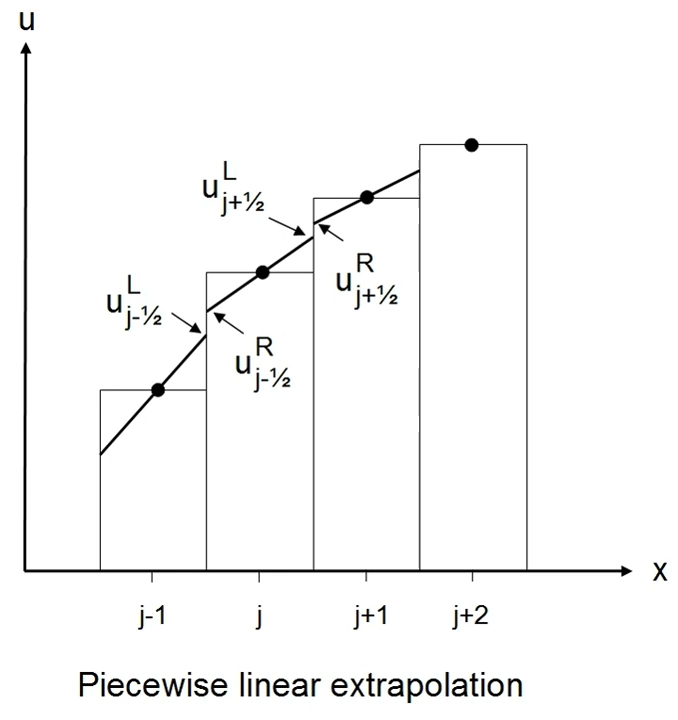 u
u^L_{j+½}
u^R_{j+½}
u^L_{j-½}
u^R_{j-½}
x
j-1 j j+1 j+2
Piecewise linear extrapolation